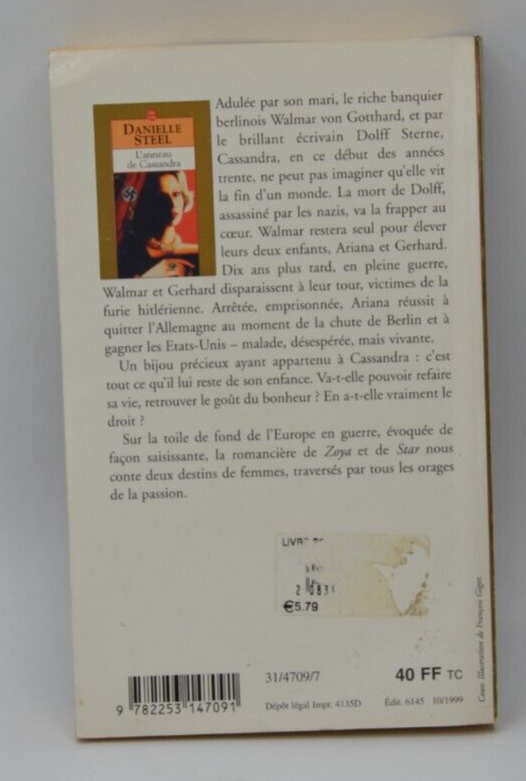 DANIELLE
STEEL
L'anneau
de Cassandra
Adulée par son mari, le riche banquier
berlinois Walmar von Gotthard, et par
le brillant écrivain Dolff Sterne,
Cassandra, en ce début des années
trente, ne peut pas imaginer qu'elle vit
la fin d'un monde. La mort de Dolff,
assassiné par les nazis, va la frapper au
cœur. Walmar restera seul pour élever
leurs deux enfants, Ariana et Gerhard.
Dix ans plus tard, en pleine guerre,
Walmar et Gerhard disparaissent à leur tour, victimes de la
furie hitlérienne. Arrêtée, emprisonnée, Ariana réussit à
quitter l'Allemagne au moment de la chute de Berlin et à
gagner les Etats-Unis – malade, désespérée, mais vivante.
Un bijou précieux ayant appartenu à Cassandra : c'est
tout ce qu'il lui reste de son enfance. Va-t-elle pouvoir refaire
sa vie, retrouver le goût du bonheur ? En a-t-elle vraiment le
droit ?
Sur la toile de fond de l'Europe en guerre, évoquée de
façon saisissante, la romancière de Zoya et de Star nous
conte deux destins de femmes, traversés par tous les orages
de la passion.
€5.79
31/4709/7
40 FF TC
9 782253 147091
Dépôt légal Impr. 4135D
Édit. 6145 10/1999
Couv. Illustration de François Gigot.